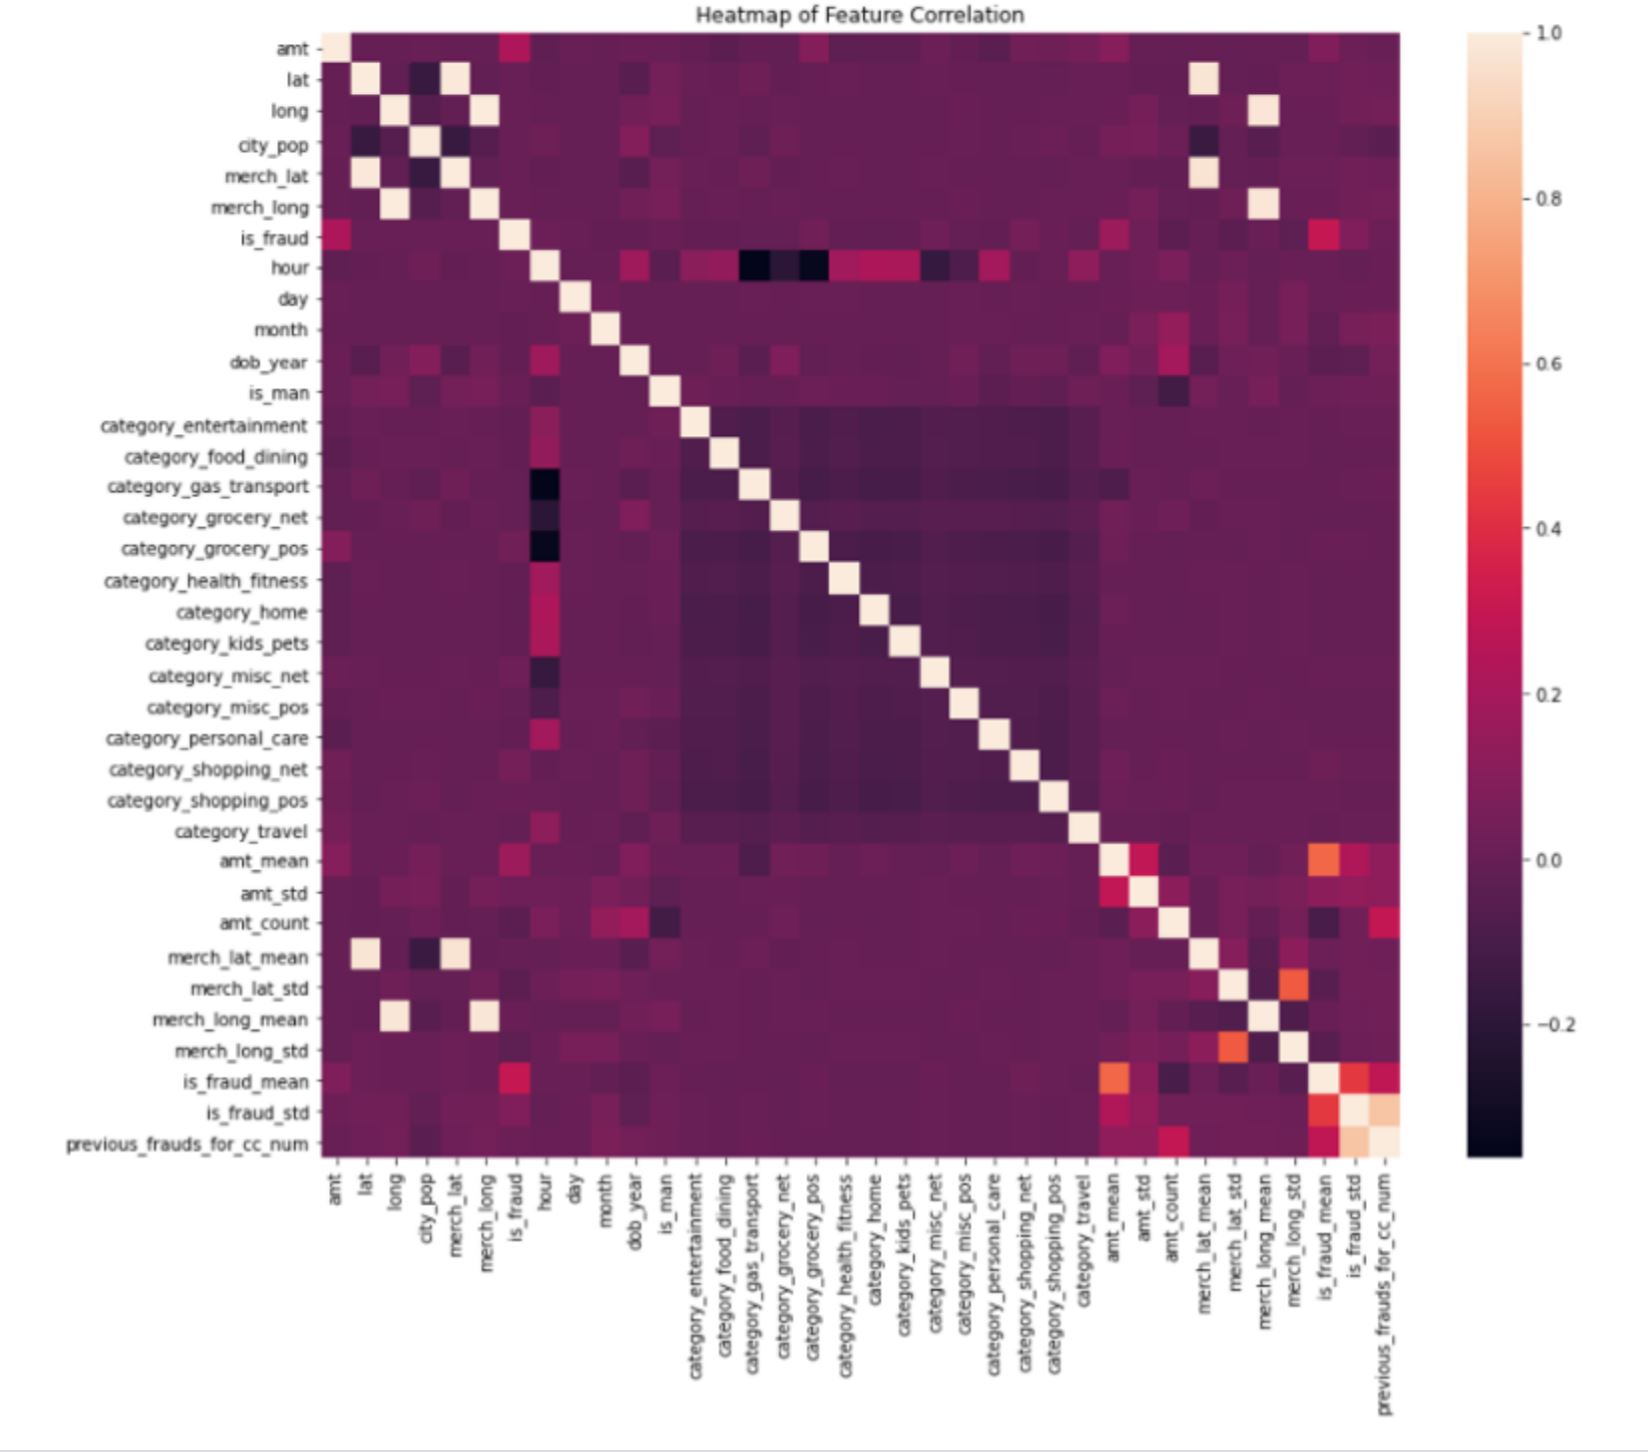 Heatmap of Feature Correlation
amt
lat
long
city_pop
merch_lat
merch_long
is_fraud
hour
day
month
dob_year
is_man
category_entertainment
category_food_dining
category_gas_transport
category_grocery_net
category_grocery_pos
category_health_fitness
category_home
category_kids_pets
category_misc_net
category_misc_pos
category_personal_care
category_shopping_net
category_shopping_pos
category_travel
amt_mean
amt_std
amt_count
merch_lat_mean
merch_lat_std
merch_long_mean
merch_long_std
is_fraud_mean
is_fraud_std
previous_frauds_for_cc_num
amt
lat
long
city_pop
merch_lat
merch_long
is_fraud
hour
day
month
dob_year
is_man
category_entertainment
category_food_dining
category_gas_transport
category_grocery_net
category_grocery_pos
category_health_fitness
category_home
category_kids_pets
category_misc_net
category_misc_pos
category_personal_care
category_shopping_net
category_shopping_pos
category_travel
amt_mean
amt_std
amt_count
merch_lat_mean
merch_lat_std
merch_long_mean
merch_long_std
is_fraud_mean
is_fraud_std
previous_frauds_for_cc_num
1.0
0.8
0.6
0.4
0.2
0.0
−0.2